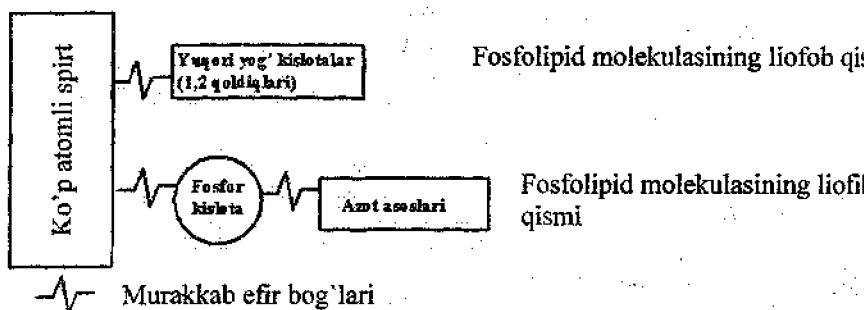 Ko'p atomli spirt
Yuqori yog' kislotalar
(1,2 qoldiqlari)
Fosfolipid molekulasining liofob qis
Fosfor
kislota
Azot asoslari
Fosfolipid molekulasining liofil
qismi
Murakkab efir bog`lari